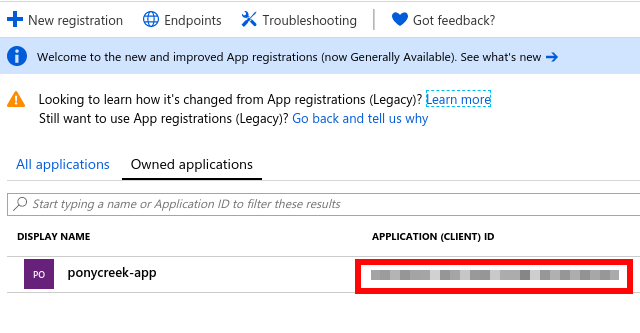 New registration Endpoints Troubleshooting Got feedback?
Welcome to the new and improved App registrations (now Generally Available). See what's new →
Looking to learn how it's changed from App registrations (Legacy)? Learn more
Still want to use App registrations (Legacy)? Go back and tell us why
All applications Owned applications
Start typing a name or Application ID to filter these results
DISPLAY NAME APPLICATION (CLIENT) ID
PO ponycreek-app